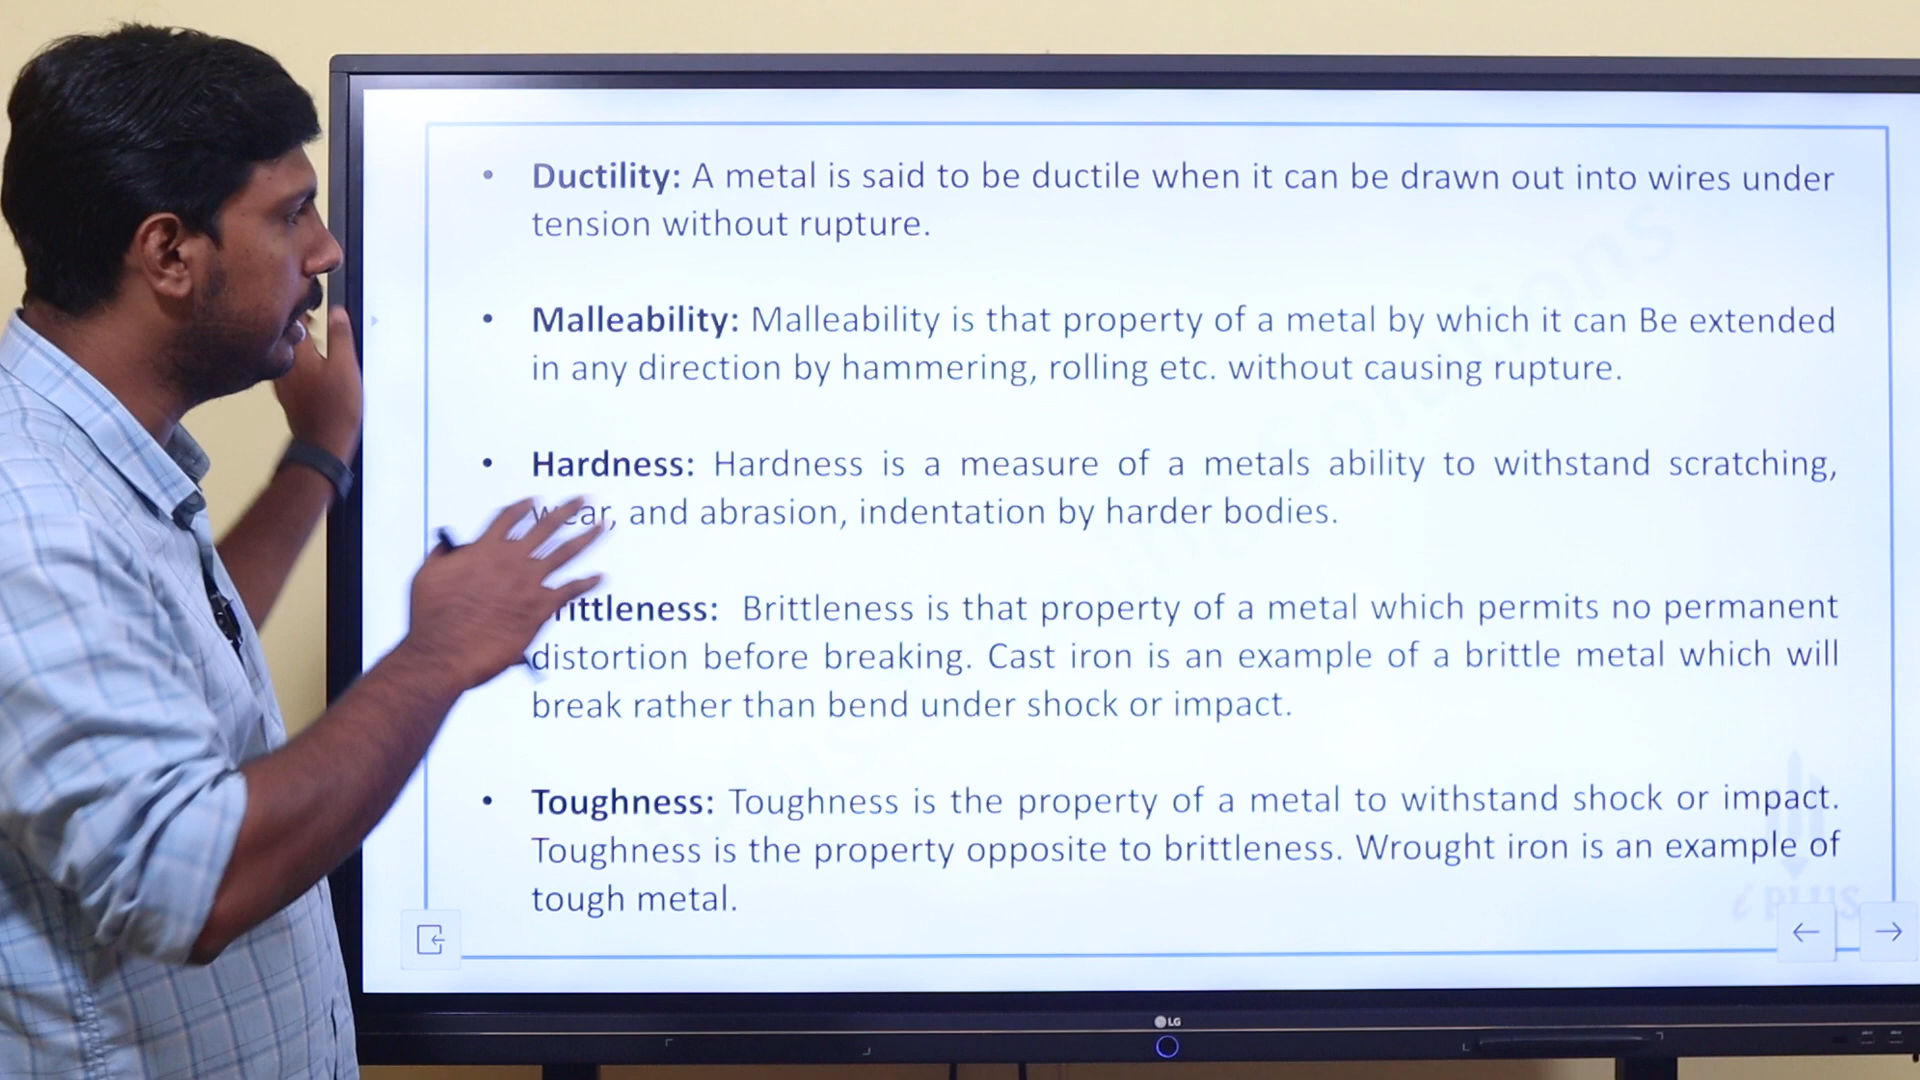 • Ductility: A metal is said to be ductile when it can be drawn out into wires under
tension without rupture.
• Malleability: Malleability is that property of a metal by which it can Be extended
in any direction by hammering, rolling etc. without causing rupture.
• Hardness: Hardness is a measure of a metals ability to withstand scratching,
wear, and abrasion, indentation by harder bodies.
rittleness: Brittleness is that property of a metal which permits no permanent
distortion before breaking. Cast iron is an example of a brittle metal which will
break rather than bend under shock or impact.
• Toughness: Toughness is the property of a metal to withstand shock or impact.
Toughness is the property opposite to brittleness. Wrought iron is an example of
tough metal.
i PLUS
LG